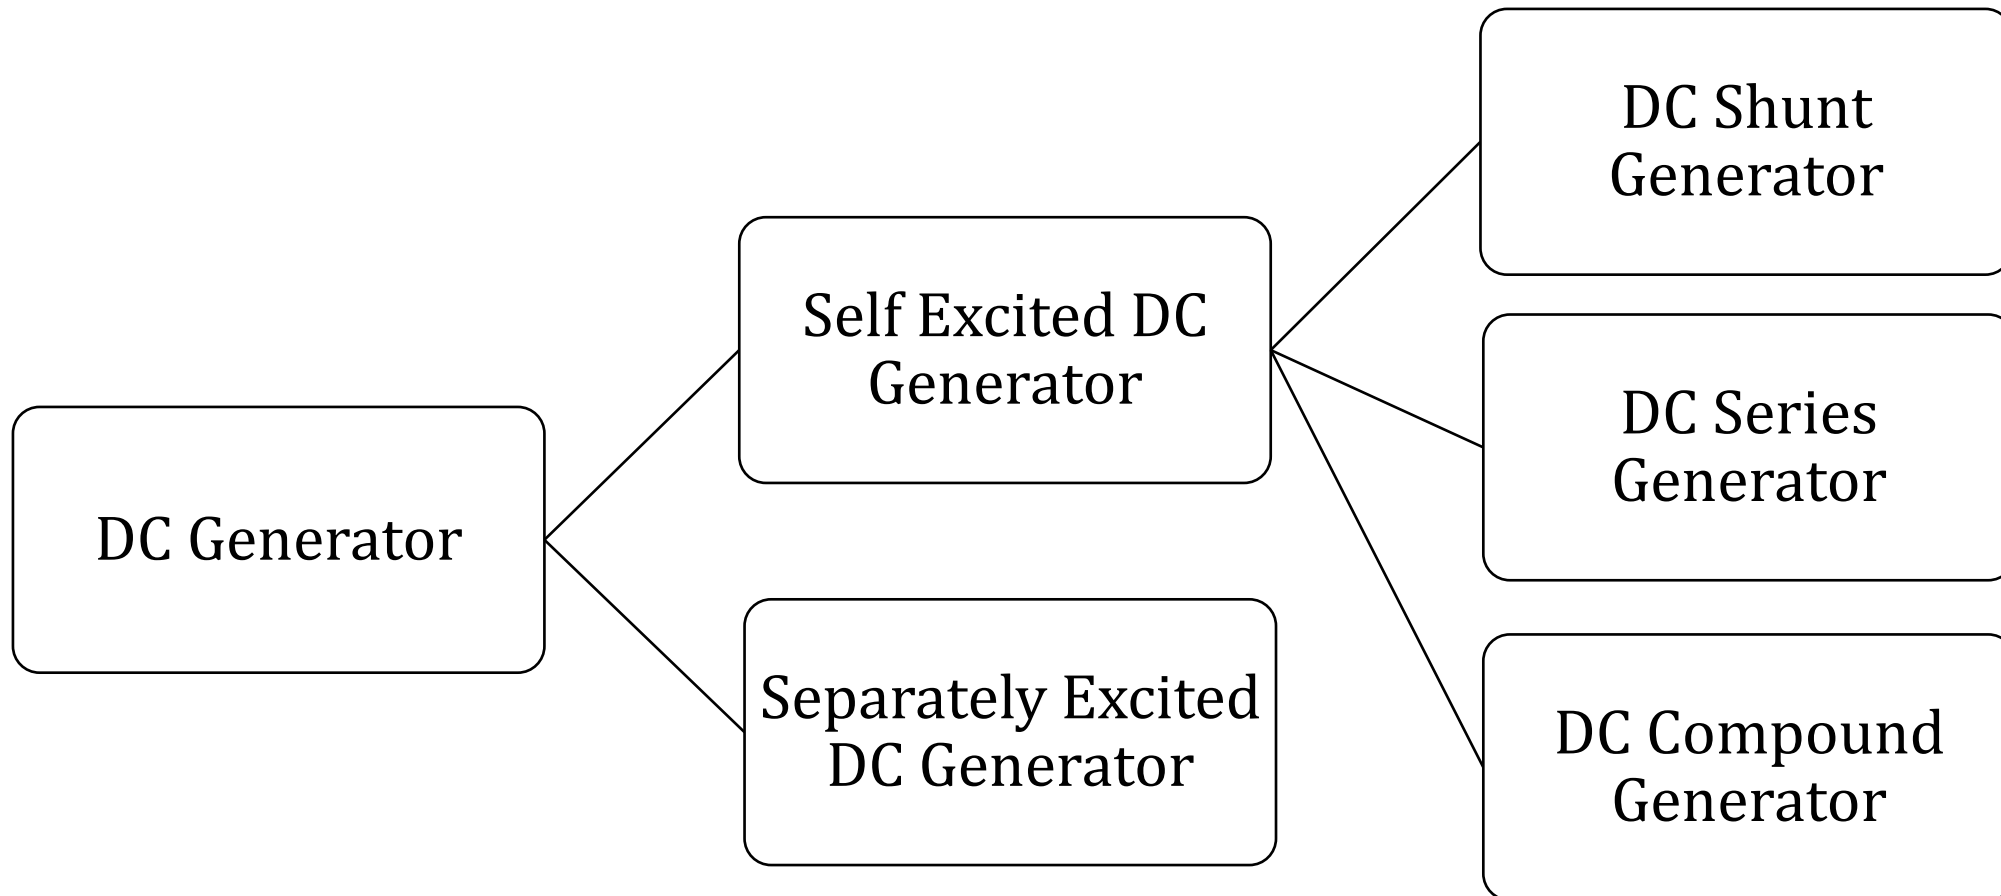 DC Generator
Self Excited DC
Generator
Separately Excited
DC Generator
DC Shunt
Generator
DC Series
Generator
DC Compound
Generator